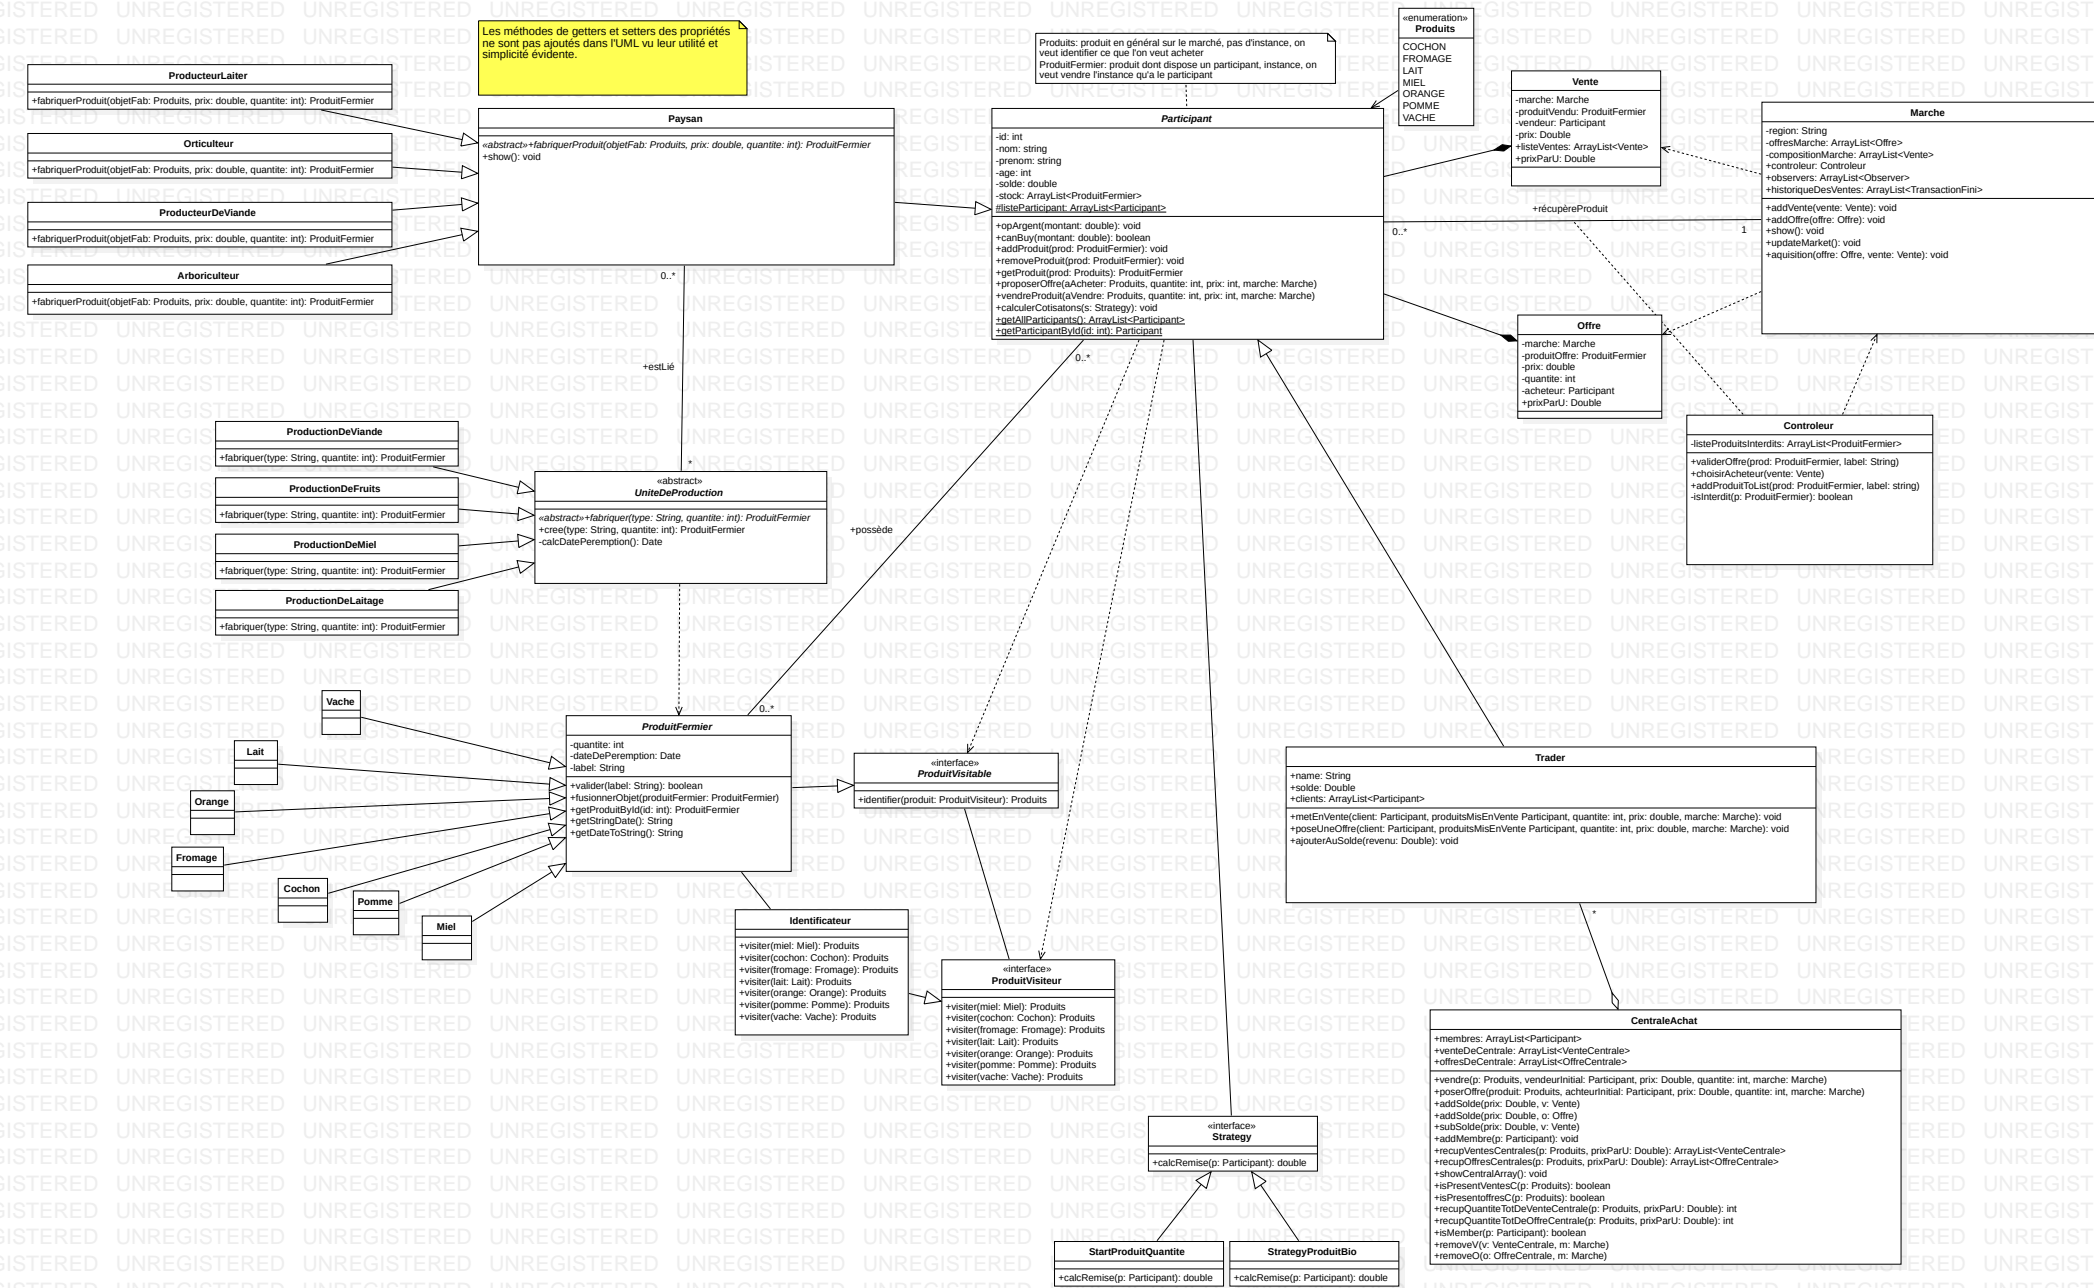 Les méthodes de getters et setters des propriétés
ne sont pas ajoutés dans l'UML vu leur utilité et
simplicité évidente.
Produits: produit en général sur le marché, pas d'instance, on
veut identifier ce que l'on veut acheter
ProduitFermier: produit dont dispose un participant, instance, on
veut vendre l'instance qu'a le participant
«enumeration»
Produits
COCHON
FROMAGE
LAIT
MIEL
ORANGE
POMME
VACHE
ProducteurLaiter
+fabriquerProduit(objetFab: Produits, prix: double, quantite: int): ProduitFermier
Orticulteur
+fabriquerProduit(objetFab: Produits, prix: double, quantite: int): ProduitFermier
ProducteurDeViande
+fabriquerProduit(objetFab: Produits, prix: double, quantite: int): ProduitFermier
Arboriculteur
+fabriquerProduit(objetFab: Produits, prix: double, quantite: int): ProduitFermier
Paysan
«abstract»+fabriquerProduit(objetFab: Produits, prix: double, quantite: int): ProduitFermier
+show(): void
Participant
-id: int
-nom: string
-prenom: string
-age: int
-solde: double
-stock: ArrayList<ProduitFermier>
#listeParticipant: ArrayList<Participant>
+opArgent(montant: double): void
+canBuy(montant: double): boolean
+addProduit(prod: ProduitFermier): void
+removeProduit(prod: ProduitFermier): void
+getProduit(prod: Produits): ProduitFermier
+proposerOffre(aAcheter: Produits, quantite: int, prix: int, marche: Marche)
+vendreProduit(aVendre: Produits, quantite: int, prix: int, marche: Marche)
+calculerCotisatons(s: Strategy): void
+getAllParticipants(): ArrayList<Participant>
+getParticipantById(id: int): Participant
Vente
-marche: Marche
-produitVendu: ProduitFermier
-vendeur: Participant
-prix: Double
+listeVentes: ArrayList<Vente>
+prixParU: Double
Marche
-region: String
-offresMarche: ArrayList<Offre>
-compositionMarche: ArrayList<Vente>
+controleur: Controleur
+observers: ArrayList<Observer>
+historiqueDesVentes: ArrayList<TransactionFini>
+addVente(vente: Vente): void
+addOffre(offre: Offre): void
+show(): void
+updateMarket(): void
+aquisition(offre: Offre, vente: Vente): void
+récupèreProduit
0..*
1
Offre
-marche: Marche
-produitOffre: ProduitFermier
-prix: double
-quantite: int
-acheteur: Participant
+prixParU: Double
Controleur
-listeProduitsInterdits: ArrayList<ProduitFermier>
+validerOffre(prod: ProduitFermier, label: String)
+choisirAcheteur(vente: Vente)
+addProduitToList(prod: ProduitFermier, label: string)
-isInterdit(p: ProduitFermier): boolean
0..*
+estLié
*
0..*
+possède
0..*
ProductionDeViande
+fabriquer(type: String, quantite: int): ProduitFermier
ProductionDeFruits
+fabriquer(type: String, quantite: int): ProduitFermier
ProductionDeMiel
+fabriquer(type: String, quantite: int): ProduitFermier
ProductionDeLaitage
+fabriquer(type: String, quantite: int): ProduitFermier
«abstract»
UniteDeProduction
«abstract»+fabriquer(type: String, quantite: int): ProduitFermier
+cree(type: String, quantite: int): ProduitFermier
-calcDatePeremption(): Date
Vache
Lait
Orange
Fromage
Cochon
Pomme
Miel
ProduitFermier
-quantite: int
-dateDePeremption: Date
-label: String
+valider(label: String): boolean
+fusionnerObjet(produitFermier: ProduitFermier)
+getProduitById(id: int): ProduitFermier
+getStringDate(): String
+getDateToString(): String
«interface»
ProduitVisitable
+identifier(produit: ProduitVisiteur): Produits
Identificateur
+visiter(miel: Miel): Produits
+visiter(cochon: Cochon): Produits
+visiter(fromage: Fromage): Produits
+visiter(lait: Lait): Produits
+visiter(orange: Orange): Produits
+visiter(pomme: Pomme): Produits
+visiter(vache: Vache): Produits
«interface»
ProduitVisiteur
+visiter(miel: Miel): Produits
+visiter(cochon: Cochon): Produits
+visiter(fromage: Fromage): Produits
+visiter(lait: Lait): Produits
+visiter(orange: Orange): Produits
+visiter(pomme: Pomme): Produits
+visiter(vache: Vache): Produits
Trader
+name: String
+solde: Double
+clients: ArrayList<Participant>
+metEnVente(client: Participant, produitsMisEnVente Participant, quantite: int, prix: double, marche: Marche): void
+poseUneOffre(client: Participant, produitsMisEnVente Participant, quantite: int, prix: double, marche: Marche): void
+ajouterAuSolde(revenu: Double): void
*
CentraleAchat
+membres: ArrayList<Participant>
+venteDeCentrale: ArrayList<VenteCentrale>
+offresDeCentrale: ArrayList<OffreCentrale>
+vendre(p: Produits, vendeurInitial: Participant, prix: Double, quantite: int, marche: Marche)
+poserOffre(produit: Produits, achteurInitial: Participant, prix: Double, quantite: int, marche: Marche)
+addSolde(prix: Double, v: Vente)
+addSolde(prix: Double, o: Offre)
+subSolde(prix: Double, v: Vente)
+addMembre(p: Participant): void
+recupVentesCentrales(p: Produits, prixParU: Double): ArrayList<VenteCentrale>
+recupOffresCentrales(p: Produits, prixParU: Double): ArrayList<OffreCentrale>
+showCentralArray(): void
+isPresentVentesC(p: Produits): boolean
+isPresentoffresC(p: Produits): boolean
+recupQuantiteTotDeVenteCentrale(p: Produits, prixParU: Double): int
+recupQuantiteTotDeOffreCentrale(p: Produits, prixParU: Double): int
+isMember(p: Participant): boolean
+removeV(v: VenteCentrale, m: Marche)
+removeO(o: OffreCentrale, m: Marche)
«interface»
Strategy
+calcRemise(p: Participant): double
StartProduitQuantite
+calcRemise(p: Participant): double
StrategyProduitBio
+calcRemise(p: Participant): double